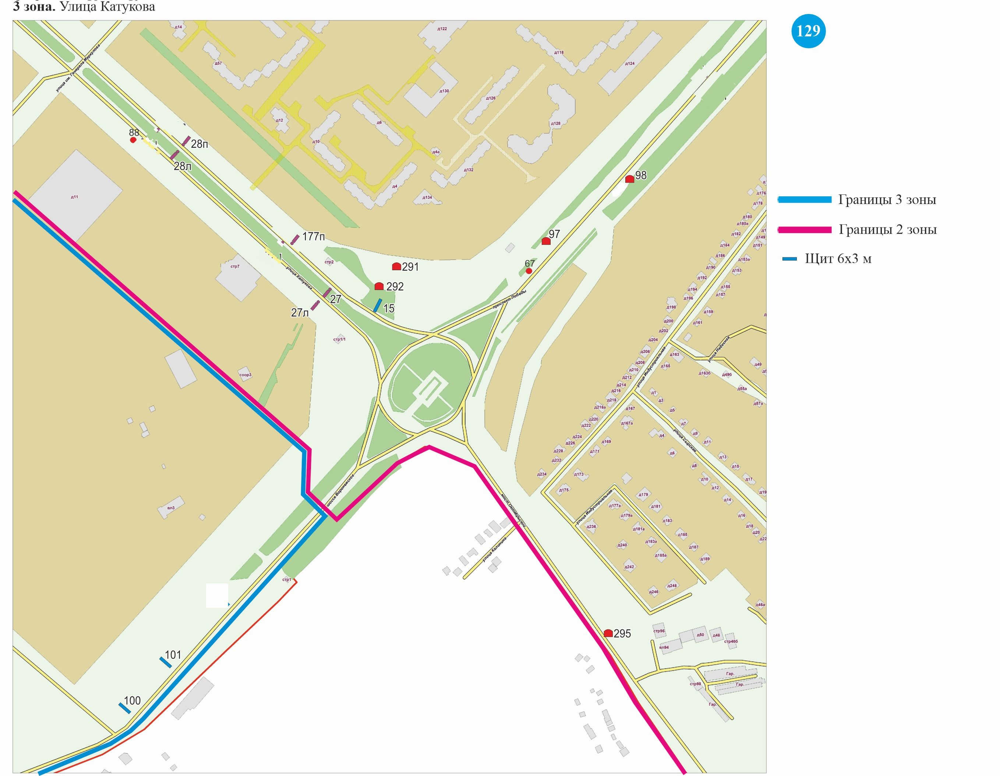 3 зона. Улица Катукова
129
д14
д122
д118
д124
д57
д130
д126
д128
д12
д6
д10
д4а
д132
д4
д134
улица им. Генерала Меркулова
88
28п
28л
98
д11
177п
97
67
291
292
15
27
27л
стр2
стр7
улица Катукова
проспект Победы
стр1/1
соор3
вл3
шоссе Воронежское
мост Октябрьский
улица Калинина
стр1
101
100
295
Границы 3 зоны
Границы 2 зоны
Щит 6х3 м
д176
д178
д180
д180а
д182
д149
д151
д184
д186
д153а
д190
д153
д192
д194
д155
д196
д157
д198
д159
д200
д161
д202
д204
улица Небесная
д206
д163
д208
д165
д49
д210
д163б
д49б
д212
улица Индустриальная
д214
д216
д55а
д1
д218
д3
д57а
д218а
д167
д5
д220
д167а
д7
д222
д9
д224
д4
д226
д169
д11
улица Сырская
д228
д171
д6
д13
д232
д8
д15
д234
д173
д10
д17
д175
д12
д19
д179
д14
улица Индустриальная
д177а
д181
д179а
д16
д183
д236
д181а
д18
д185
д20
д183а
д22
д240
д187
д185а
д189
д242
д248
д246
д46а
стр96
д50
д48
стр46б
вл94
Гар.
стр98
Гар.
Гар.